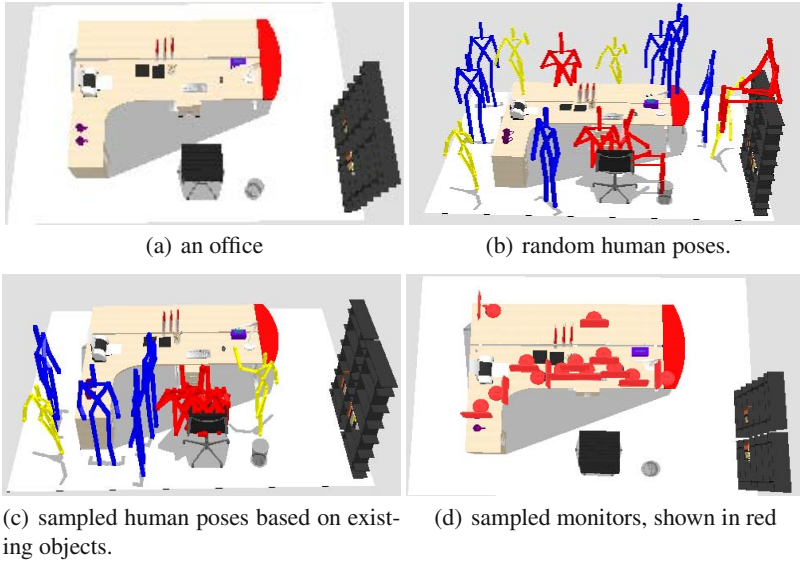 (a) an office
(b) random human poses.
(c) sampled human poses based on exist-
ing objects.
(d) sampled monitors, shown in red